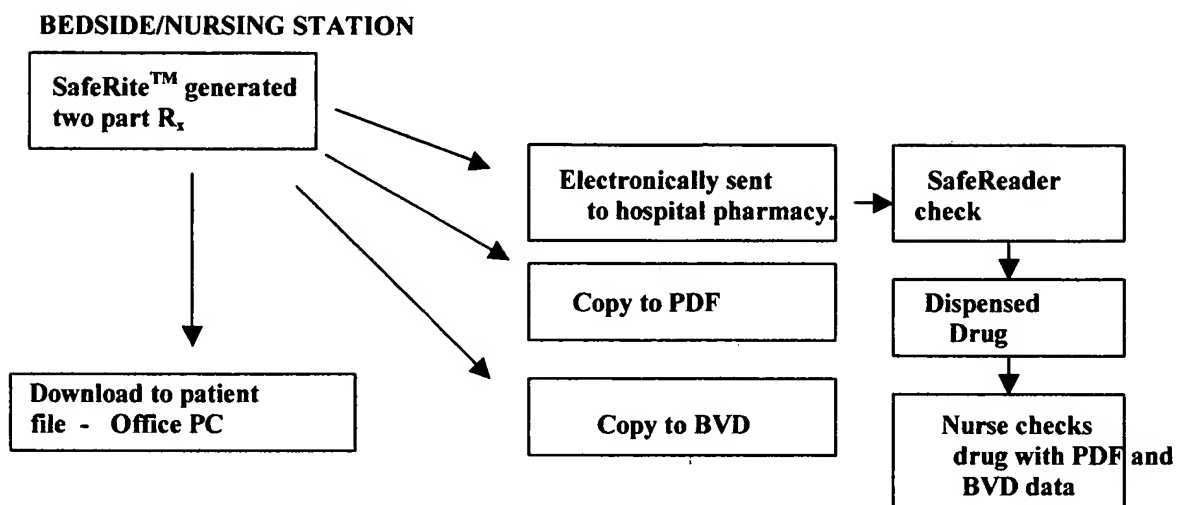 BEDSIDE/NURSING STATION
SafeRite™ generated
two part Rx
Electronically sent
to hospital pharmacy.
SafeReader
check
Copy to PDF
Dispensed
Drug
Download to patient
file - Office PC
Copy to BVD
Nurse checks
drug with PDF and
BVD data